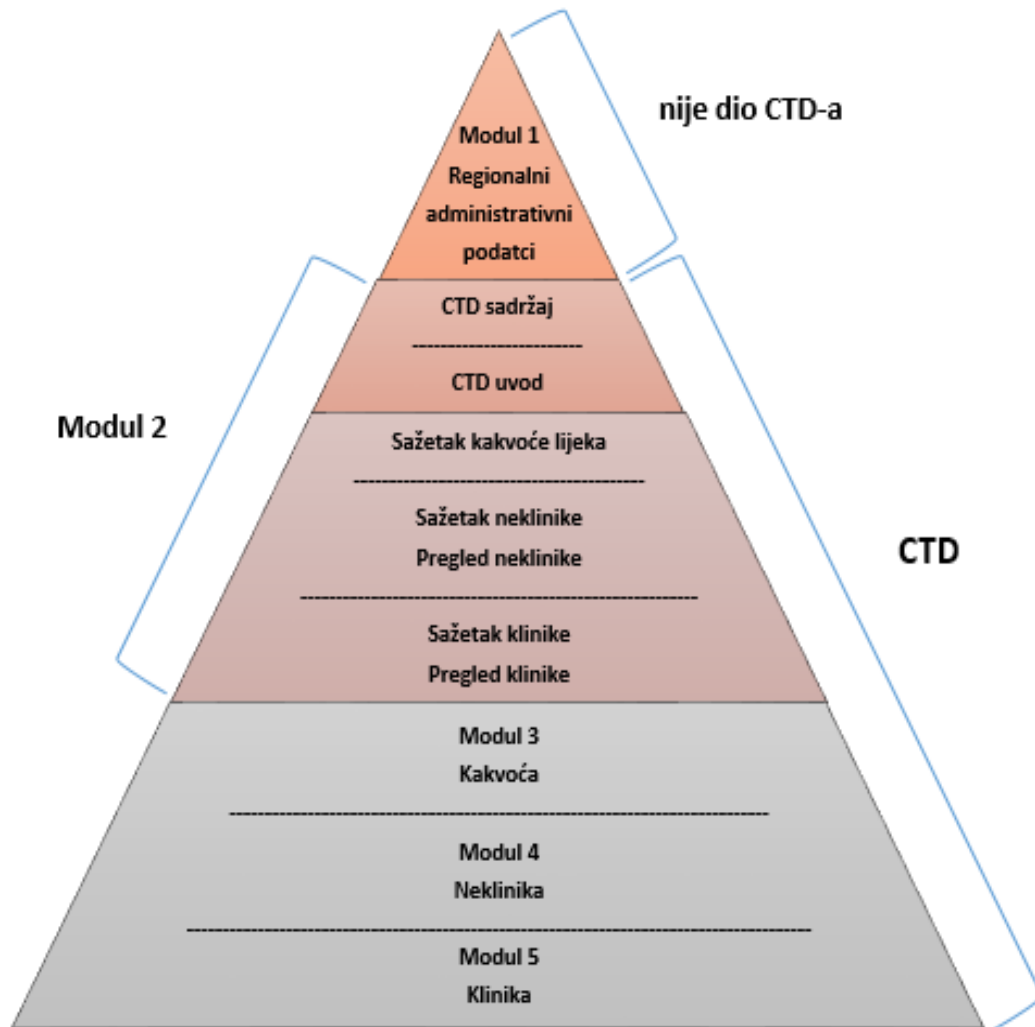 nije dio CTD-a
Modul 1
Regionalni
administrativni
podatci
CTD sadržaj
CTD uvod
Modul 2
Sažetak kakvoće lijeka
Sažetak neklinike
Pregled neklinike
CTD
Sažetak klinike
Pregled klinike
Modul 3
Kakvoća
Modul 4
Neklinika
Modul 5
Klinika